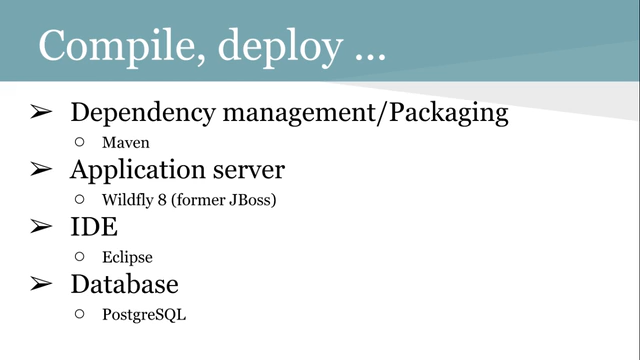 Compile, deploy ...
➢ Dependency management/Packaging
○ Maven
➢ Application server
○ Wildfly 8 (former JBoss)
➢ IDE
○ Eclipse
➢ Database
○ PostgreSQL